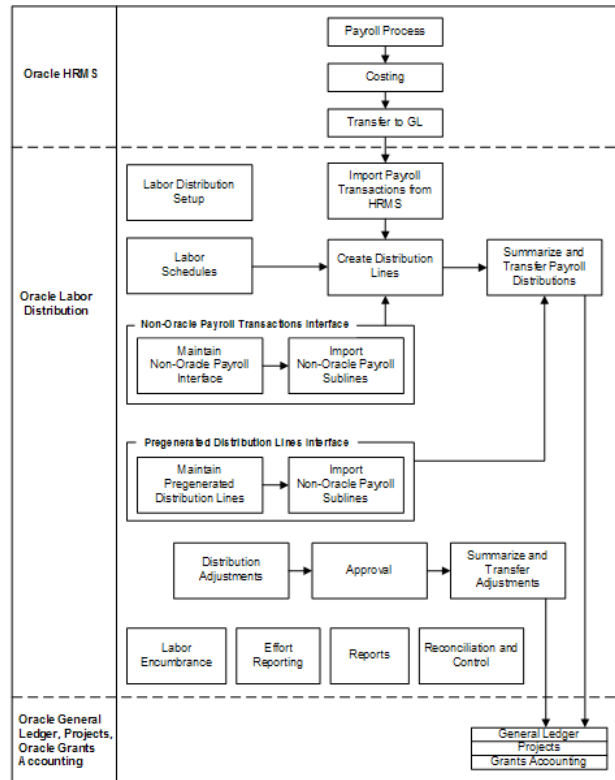 Oracle HRMS
Payroll Process
Costing
Transfer to GL
Oracle Labor
Distribution
Labor Distribution
Setup
Import Payroll
Transactions from
HRMS
Labor
Schedules
Create Distribution
Lines
Summarize and
Transfer Payroll
Distributions
Non-Oracle Payroll Transactions Interface
Maintain
Non-Oracle Payroll
Interface
Import
Non-Oracle Payroll
Sublines
Pregenerated Distribution Lines Interface
Maintain
Pregenerated
Distribution Lines
Import
Non-Oracle Payroll
Sublines
Distribution
Adjustments
Approval
Summarize and
Transfer
Adjustments
Labor
Encumbrance
Effort
Reporting
Reports
Reconciliation and
Control
Oracle General
Ledger, Projects,
Oracle Grants
Accounting
General Ledger
Projects
Grants Accounting